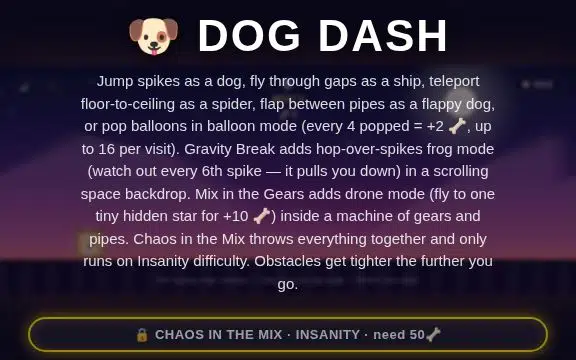 DOG DASH
Jump spikes as a dog, fly through gaps as a ship, teleport
floor-to-ceiling as a spider, flap between pipes as a flappy dog,
or pop balloons in balloon mode (every 4 popped = +2 🦴, up
to 16 per visit). Gravity Break adds hop-over-spikes frog mode
(watch out every 6th spike — it pulls you down) in a scrolling
space backdrop. Mix in the Gears adds drone mode (fly to one
tiny hidden star for +10 🦴) inside a machine of gears and
pipes. Chaos in the Mix throws everything together and only
runs on Insanity difficulty. Obstacles get tighter the further you
go.
🔒 CHAOS IN THE MIX · INSANITY · need 50🦴